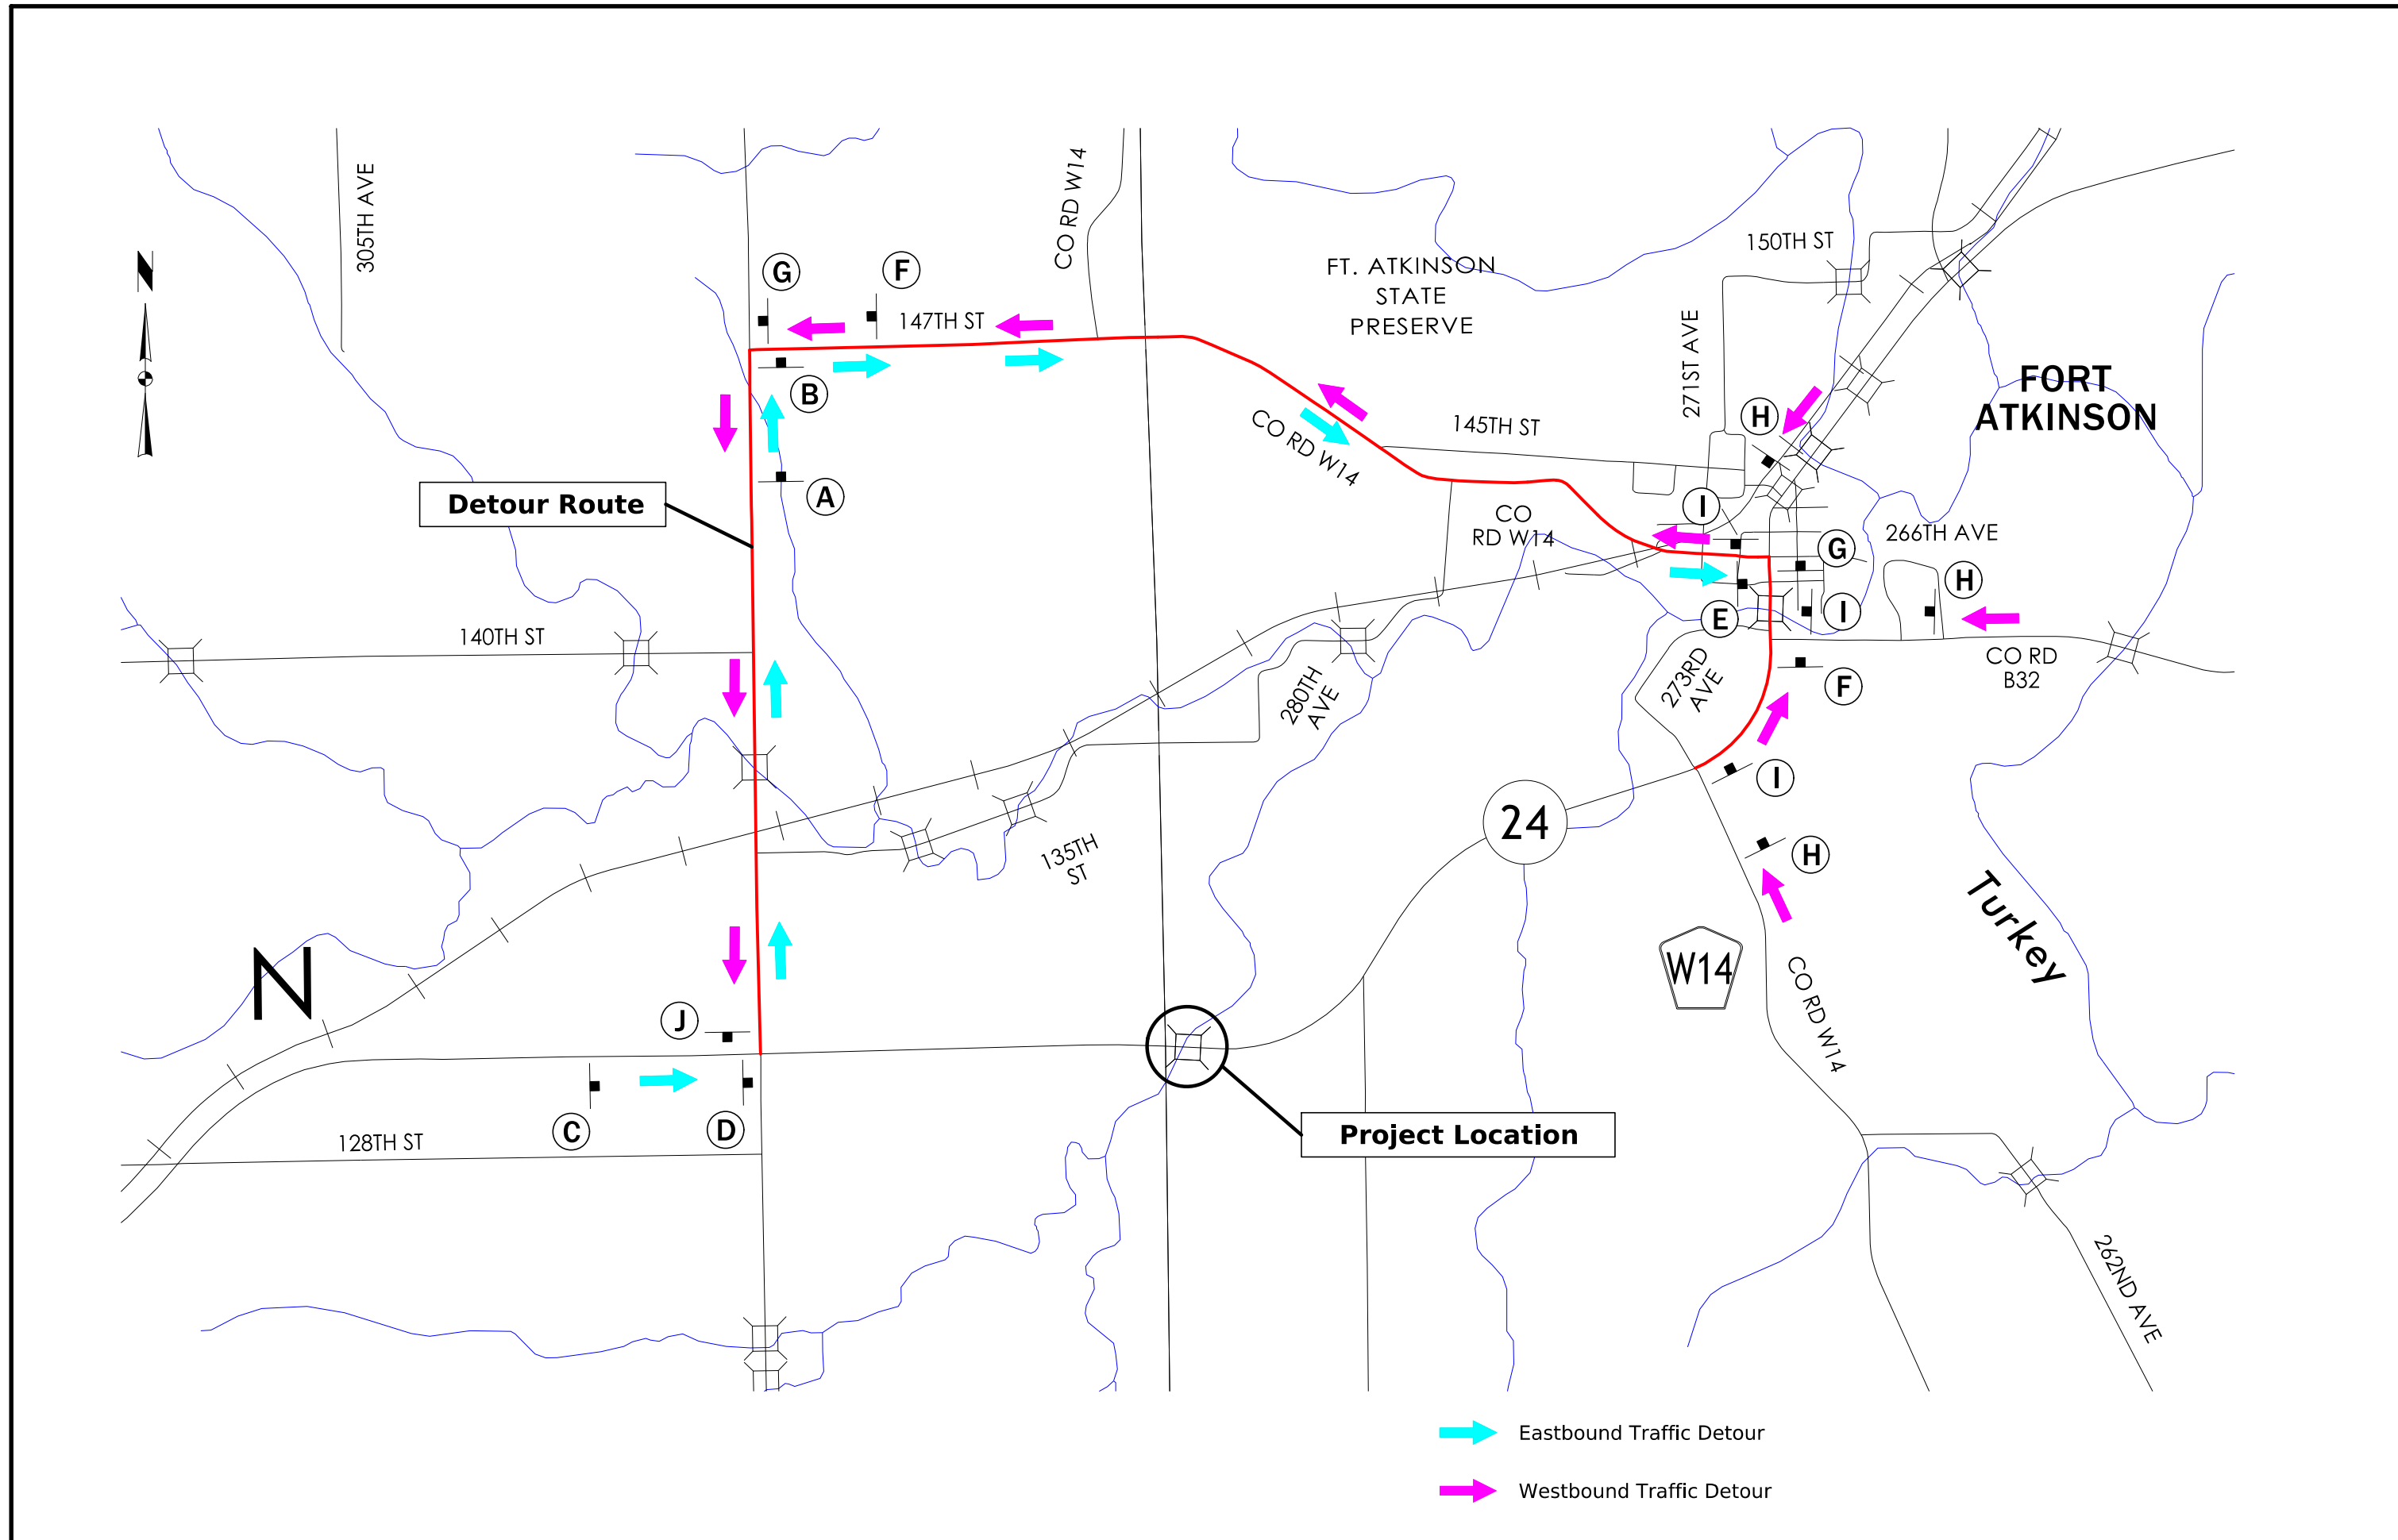 305TH AVE
CO RD W14
150TH ST
N
G
F
147TH ST
FT. ATKINSON
STATE
PRESERVE
271ST AVE
FORT
ATKINSON
B
H
CO RD W14
145TH ST
A
Detour Route
I
CO
RD W14
G
266TH AVE
H
E
I
140TH ST
280TH
AVE
273RD
AVE
F
CO RD
B32
I
24
H
135TH
ST
Turkey
N
W14
CO RD W14
J
C
D
128TH ST
Project Location
262ND AVE
Eastbound Traffic Detour
Westbound Traffic Detour